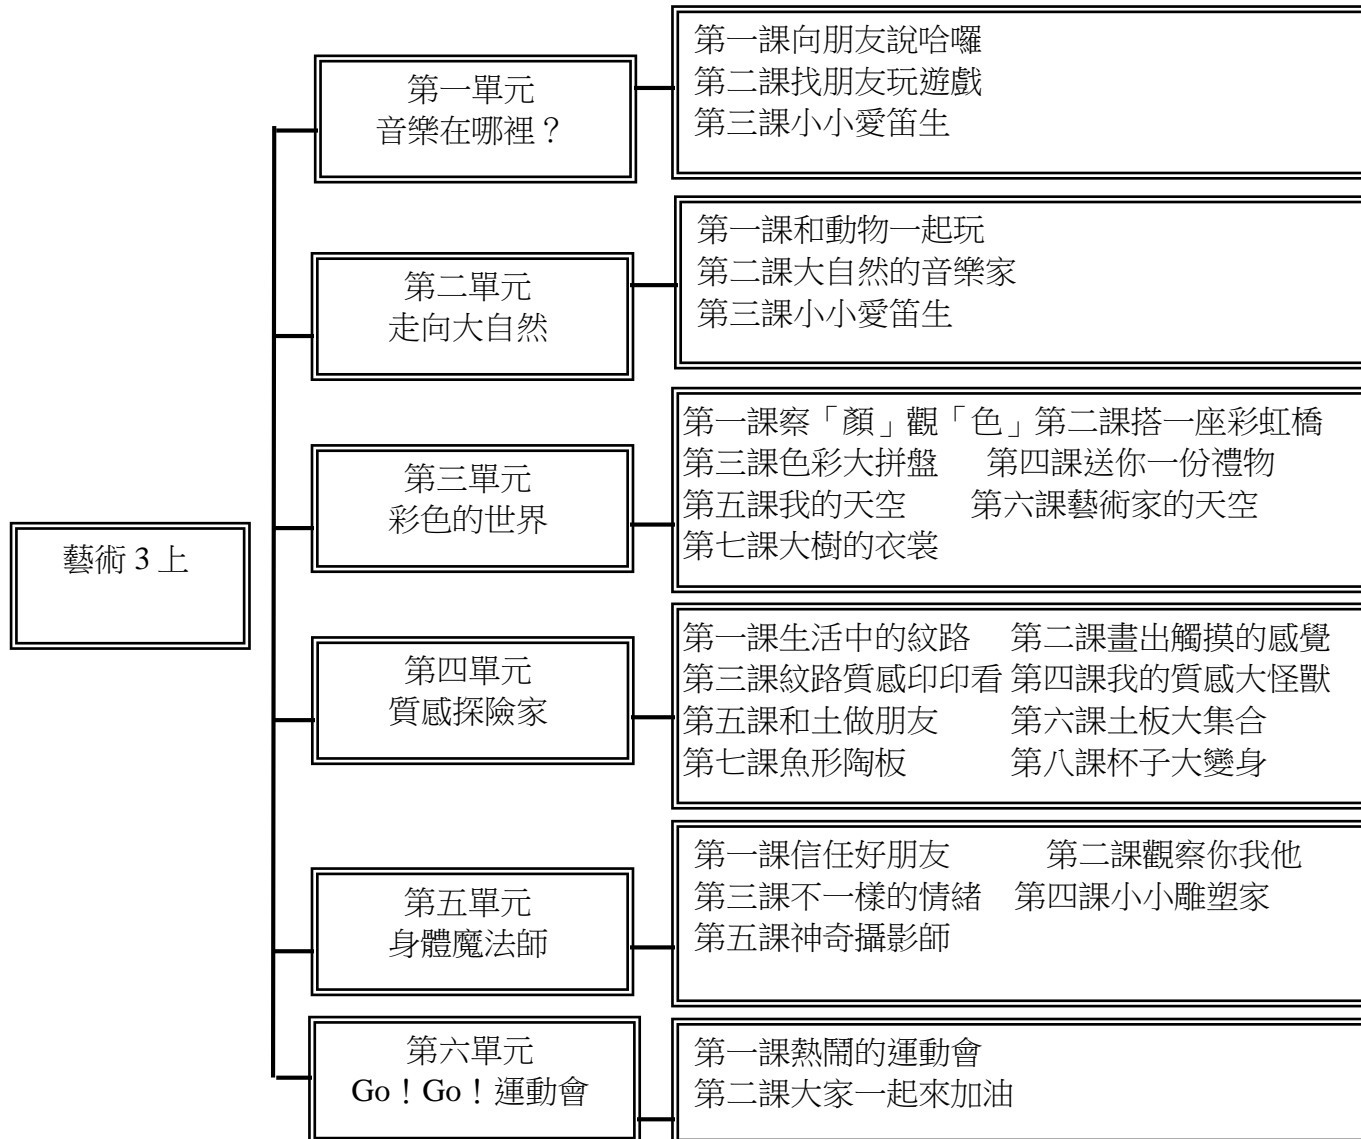 藝術 3 上
第一單元
音樂在哪裡？
第一課向朋友說哈囉
第二課找朋友玩遊戲
第三課小小愛笛生
第二單元
走向大自然
第一課和動物一起玩
第二課大自然的音樂家
第三課小小愛笛生
第三單元
彩色的世界
第一課察「顏」觀「色」第二課搭一座彩虹橋
第三課色彩大拼盤 第四課送你一份禮物
第五課我的天空 第六課藝術家的天空
第七課大樹的衣裳
第四單元
質感探險家
第一課生活中的紋路 第二課畫出觸摸的感覺
第三課紋路質感印印看 第四課我的質感大怪獸
第五課和土做朋友 第六課土板大集合
第七課魚形陶板 第八課杯子大變身
第五單元
身體魔法師
第一課信任好朋友 第二課觀察你我他
第三課不一樣的情緒 第四課小小雕塑家
第五課神奇攝影師
第六單元
Go！Go！運動會
第一課熱鬧的運動會
第二課大家一起來加油